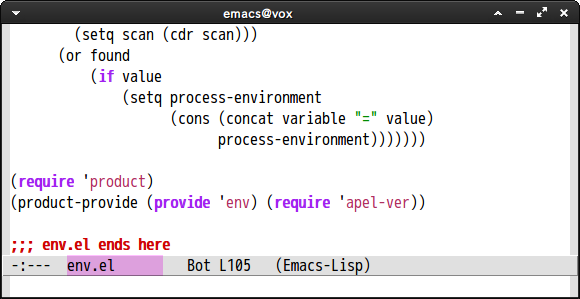 emacs@vox
(setq scan (cdr scan)))
(or found
(if value
(setq process-environment
(cons (concat variable "=" value)
process-environment)))))))
(require 'product)
(product-provide (provide 'env) (require 'apel-ver))
;;; env.el ends here
-:--- env.el Bot L105 (Emacs-Lisp)